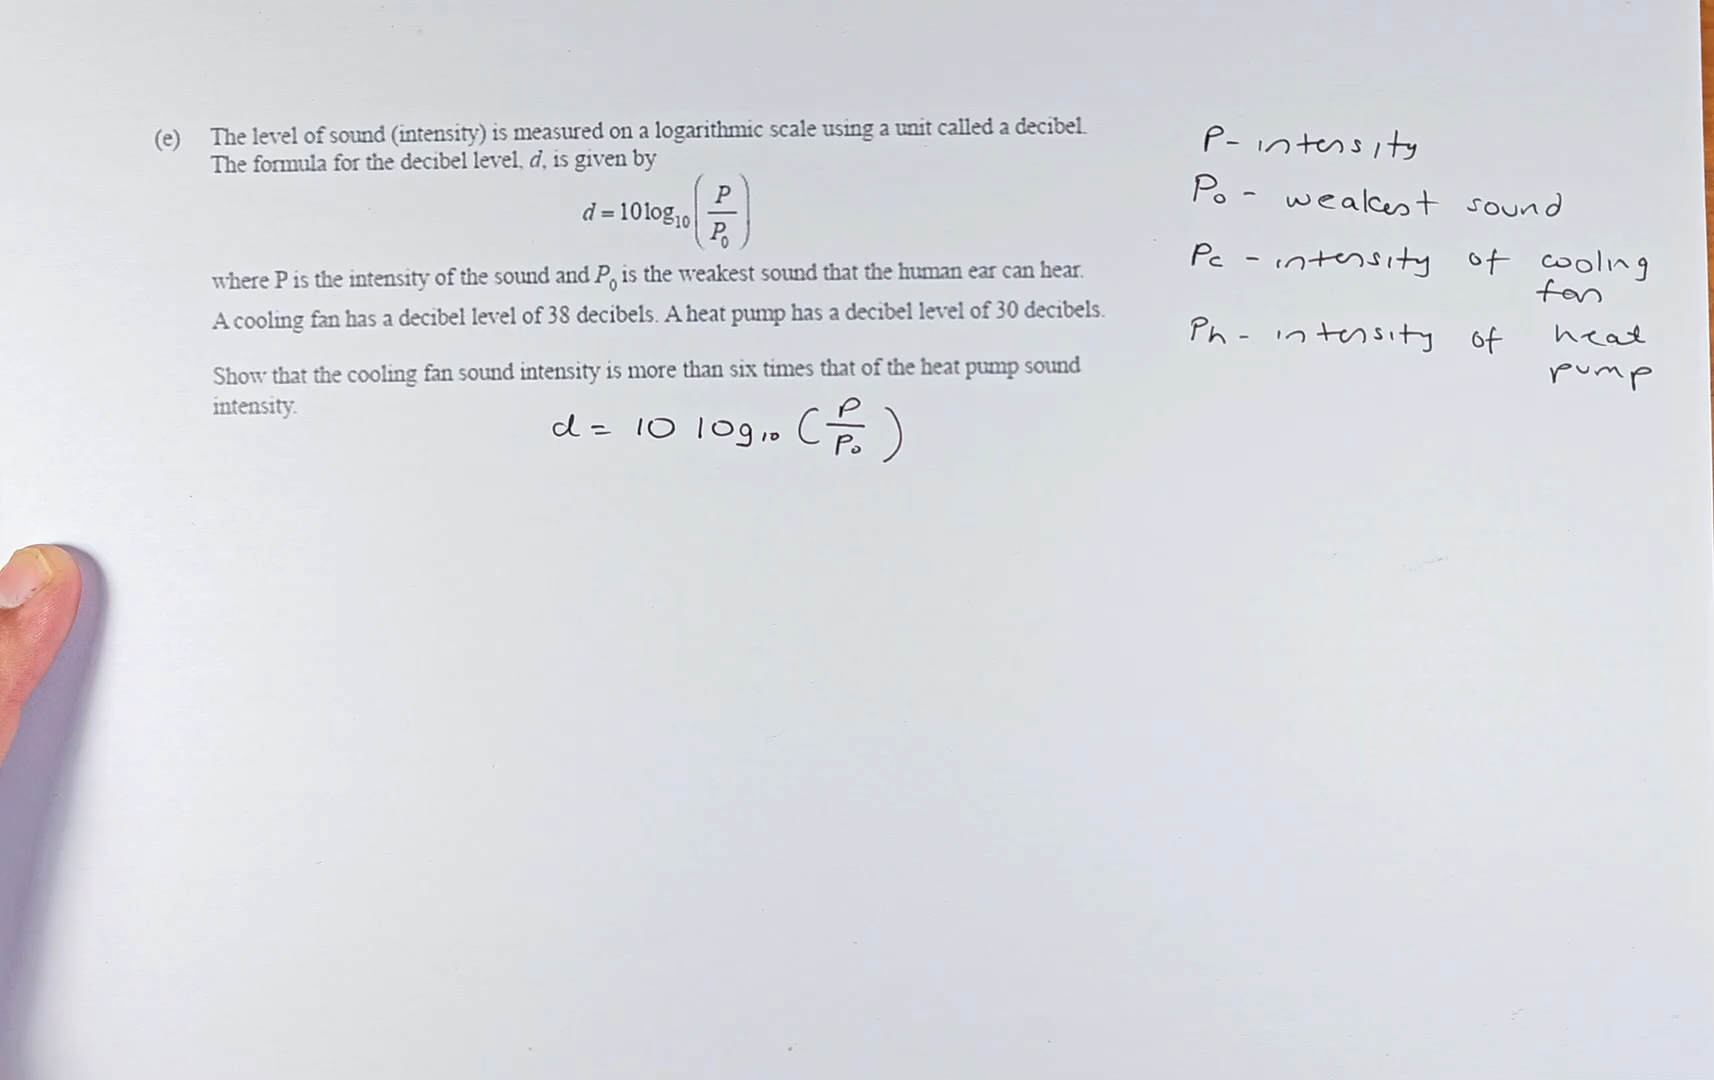 (e) The level of sound (intensity) is measured on a logarithmic scale using a unit called a decibel.
The formula for the decibel level, d, is given by
d = 10 log₁₀ (P/P₀)
where P is the intensity of the sound and P₀ is the weakest sound that the human ear can hear.
A cooling fan has a decibel level of 38 decibels. A heat pump has a decibel level of 30 decibels.
Show that the cooling fan sound intensity is more than six times that of the heat pump sound
intensity.
d = 10 log₁₀ (P/P₀)
P - intensity
P₀ - weakest sound
Pc - intensity of cooling
fan
Ph - intensity of heat
pump